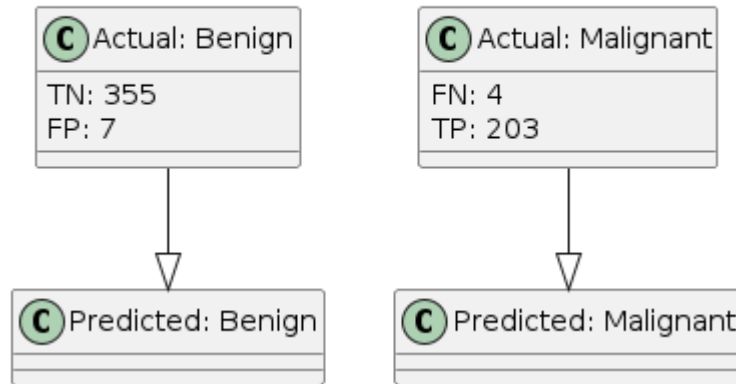 C Actual: Benign
TN: 355
FP: 7
C Actual: Malignant
FN: 4
TP: 203
C Predicted: Benign
C Predicted: Malignant